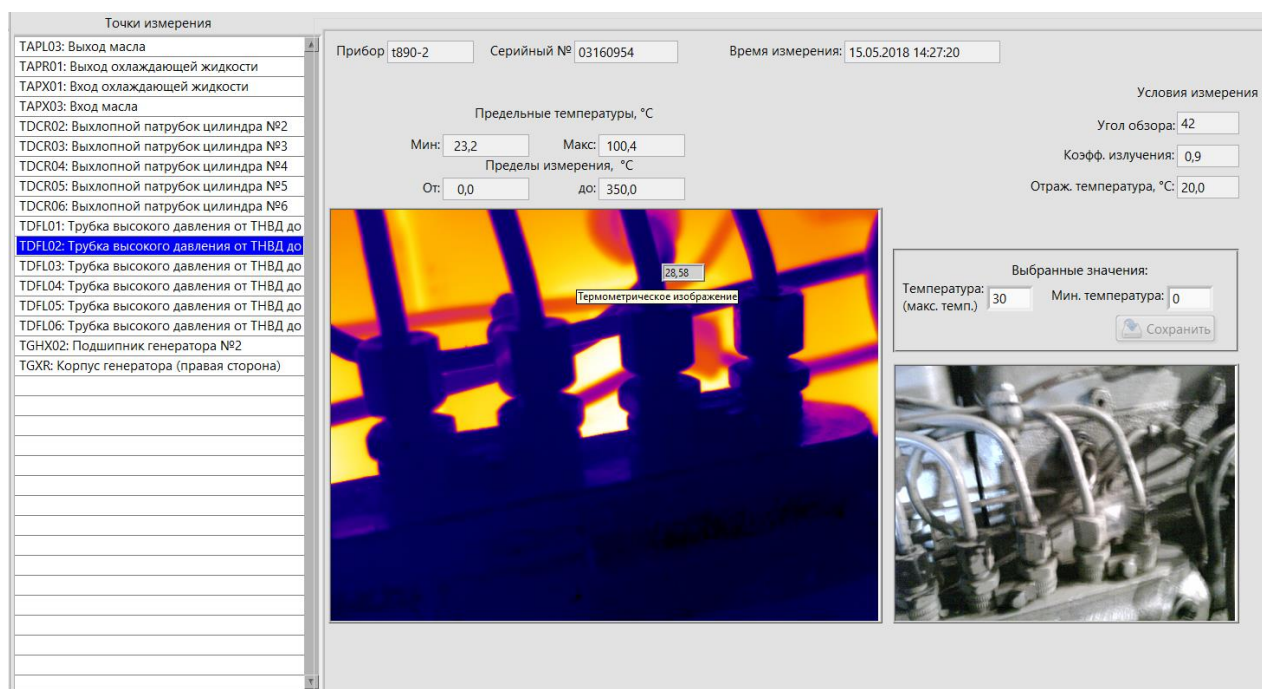 Точки измерения
TAPL03: Выход масла
TAPR01: Выход охлаждающей жидкости
TAPX01: Вход охлаждающей жидкости
TAPX03: Вход масла
TDCR02: Выхлопной патрубок цилиндра №2
TDCR03: Выхлопной патрубок цилиндра №3
TDCR04: Выхлопной патрубок цилиндра №4
TDCR05: Выхлопной патрубок цилиндра №5
TDCR06: Выхлопной патрубок цилиндра №6
TDFL01: Трубка высокого давления от ТНВД до
TDFL02: Трубка высокого давления от ТНВД до
TDFL03: Трубка высокого давления от ТНВД до
TDFL04: Трубка высокого давления от ТНВД до
TDFL05: Трубка высокого давления от ТНВД до
TDFL06: Трубка высокого давления от ТНВД до
TGHX02: Подшипник генератора №2
TGXR: Корпус генератора (правая сторона)
Прибор t890-2 Серийный № 03160954 Время измерения: 15.05.2018 14:27:20
Предельные температуры, °C
Мин: 23,2 Макс: 100,4
Пределы измерения, °C
От: 0,0 до: 350,0
Условия измерения
Угол обзора: 42
Коэфф. излучения: 0,9
Отраж. температура, °C: 20,0
28,58
Термометрическое изображение
Выбранные значения:
Температура: 30 Мин. температура: 0
(макс. темп.)
Сохранить